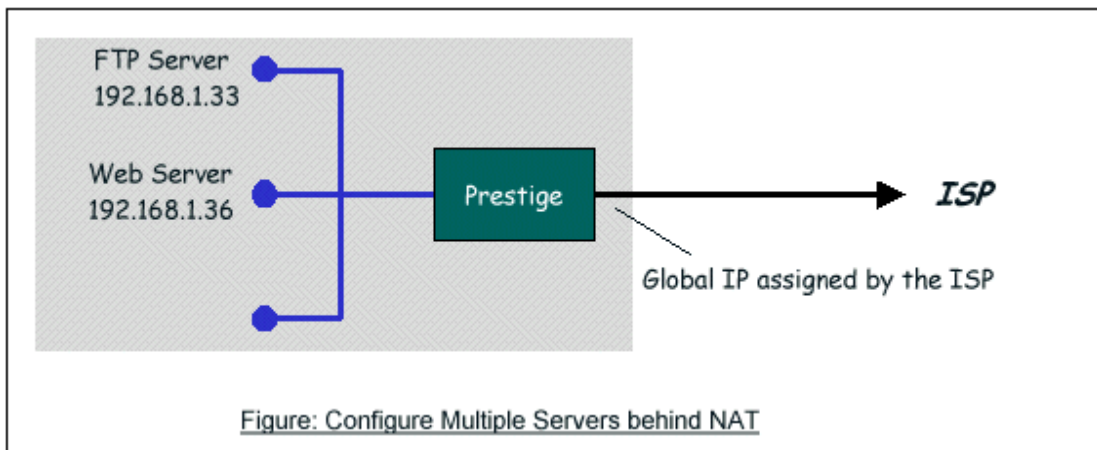 FTP Server
192.168.1.33
Web Server
192.168.1.36
Prestige
ISP
Global IP assigned by the ISP
Figure: Configure Multiple Servers behind NAT